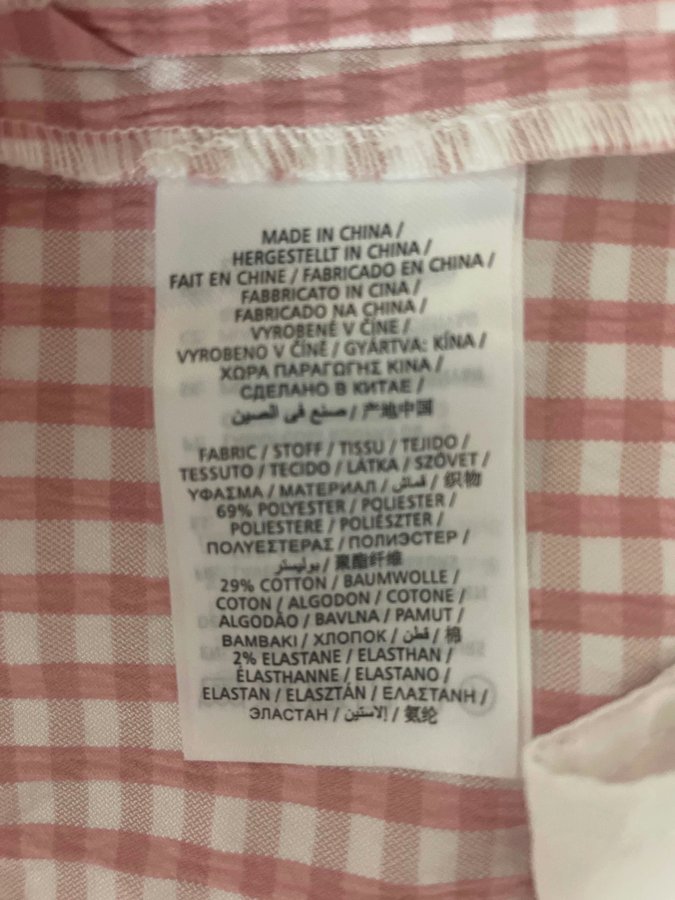 MADE IN CHINA /
HERGESTELLT IN CHINA /
FAIT EN CHINE / FABRICADO EN CHINA /
FABBRICATO IN CINA /
FABRICADO NA CHINA /
VYROBENÉ V ČÍNE /
VYROBENO V ČÍNĚ / GYÁRTVA: KÍNA /
ΧΩΡΑ ΠΑΡΑΓΩΓΗΣ ΚΙΝΑ /
СДЕЛАНО В КИТАЕ /
صنع في الصين / 产地中国
FABRIC / STOFF / TISSU / TEJIDO /
TESSUTO / TECIDO / LÁTKA / SZÖVET /
ΥΦΑΣΜΑ / МАТЕРИАЛ / قماش / 织物
69% POLYESTER / POLIESTER /
POLIESTERE / POLIÉSZTER /
ΠΟΛΥΕΣΤΕΡΑΣ / ПОЛИЭСТЕР /
بوليستر / 聚酯纤维
29% COTTON / BAUMWOLLE /
COTON / ALGODON / COTONE /
ALGODÃO / BAVLNA / PAMUT /
ΒΑΜΒΑΚΙ / ХЛОПОК / قطن / 棉
2% ELASTANE / ELASTHAN /
ÉLASTHANNE / ELASTANO /
ELASTAN / ELASZTÁN / ΕΛΑΣΤΑΝΗ /
ЭЛАСТАН / إلاستين / 氨纶